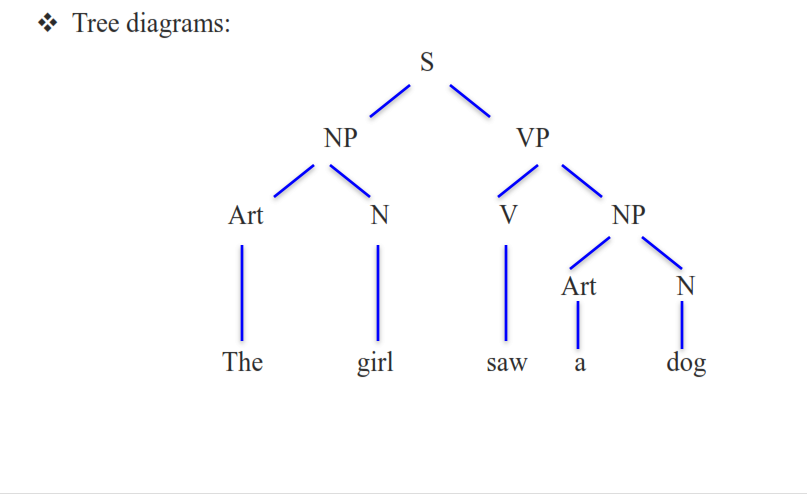 ❖ Tree diagrams:
S
NP VP
Art N V NP
Art N
The girl saw a dog